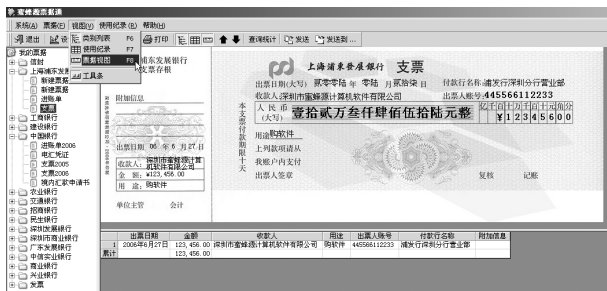 蜜蜂源票据通
系统(A) 票据(E) 视图(V) 使用纪录(R) 帮助(H)
退出 打印 查询统计 发送 发送到...
类别列表 F6
使用纪录 F7
票据视图 F8
工具条
我的票据
信封
上海浦东发展
新建票据
新建票据
进账单
支票
工商银行
建设银行
中国银行
进账单2006
电汇凭证
支票2005
支票2006
境内汇款申请书
农业银行
交通银行
招商银行
民生银行
深圳发展银行
深圳市商业银行
广东发展银行
中信实业银行
商业银行
兴业银行
发票
浦东发展银行
支票存根
附加信息
出票日期 06 年 6 月 27 日
收款人: 深圳市蜜蜂源计算机软件有限公司
金 额: ¥123,456.00
用 途: 购软件
单位主管 会计
本支票付款期限十天
上海浦东发展银行 支票
出票日期(大写) 贰零零陆 年 零陆 月 贰拾柒 日 付款行名称: 浦发行深圳分行营业部
收款人: 深圳市蜜蜂源计算机软件有限公司 出票人账号: 445566112233
人民币(大写) 壹拾贰万叁仟肆佰伍拾陆元整
亿千百十万千百十元角分
¥12345600
用途 购软件
上列款项请从
我账户内支付
出票人签章 复核 记账
出票日期 金额 收款人 用途 出票人账号 付款行名称 附加信息
1 2006年6月27日 123,456.00 深圳市蜜蜂源计算机软件有限公司 购软件 445566112233 浦发行深圳分行营业部
累计 123,456.00